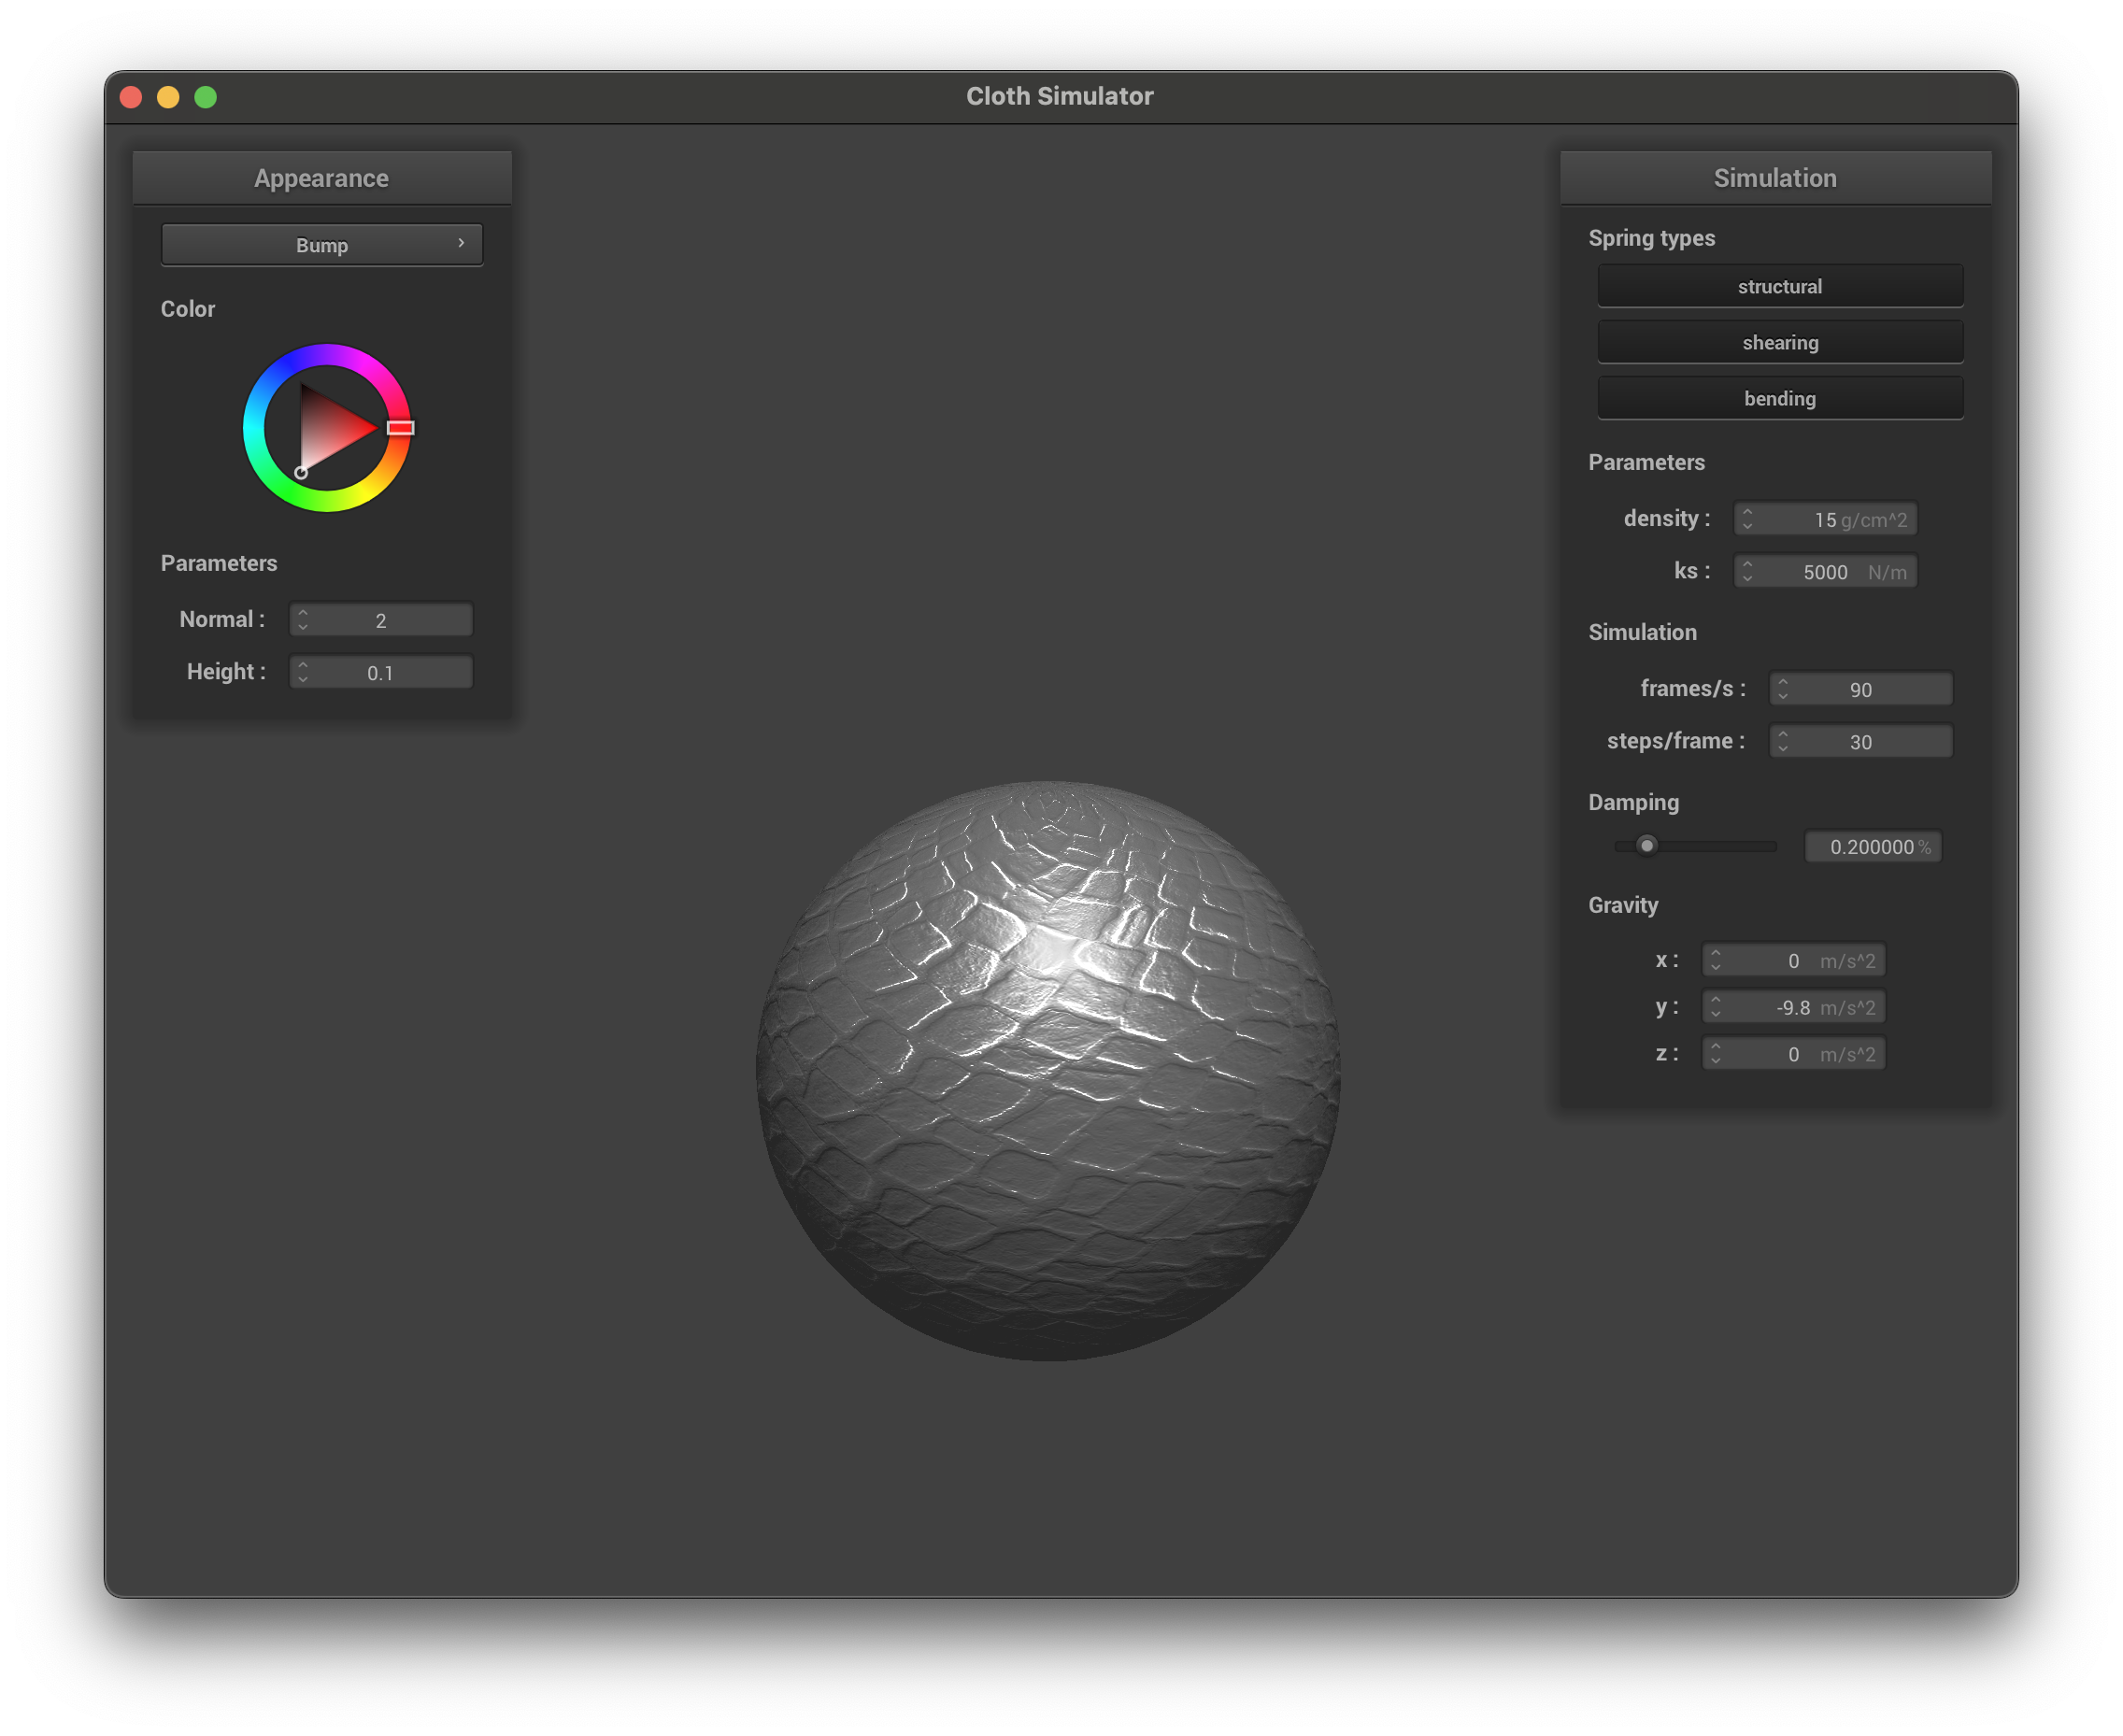 Cloth Simulator
Appearance
Bump
Color
Parameters
Normal : 2
Height : 0.1
Simulation
Spring types
structural
shearing
bending
Parameters
density : 15 g/cm^2
ks : 5000 N/m
Simulation
frames/s : 90
steps/frame : 30
Damping
0.200000 %
Gravity
x : 0 m/s^2
y : -9.8 m/s^2
z : 0 m/s^2